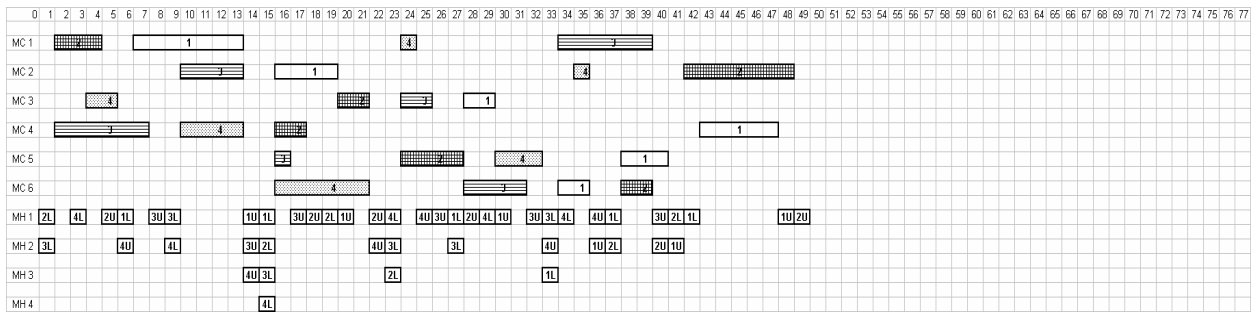 0 1 2 3 4 5 6 7 8 9 10 11 12 13 14 15 16 17 18 19 20 21 22 23 24 25 26 27 28 29 30 31 32 33 34 35 36 37 38 39 40 41 42 43 44 45 46 47 48 49 50 51 52 53 54 55 56 57 58 59 60 61 62 63 64 65 66 67 68 69 70 71 72 73 74 75 76 77
MC 1 2 1 4 3
MC 2 3 1 4 2
MC 3 4 2 3 1
MC 4 3 4 2 1
MC 5 3 2 4 1
MC 6 4 3 1 2
MH 1 2L 4L 2U 1L 3U 3L 1U 1L 3U 2U 2L 1U 2U 4L 4U 3U 1L 2U 4L 1U 3U 3L 4L 4U 1L 3U 2L 1L 1U 2U
MH 2 3L 4U 4L 3U 2L 4U 3L 3L 4U 1U 2L 2U 1U
MH 3 4U 3L 2L 1L
MH 4 4L